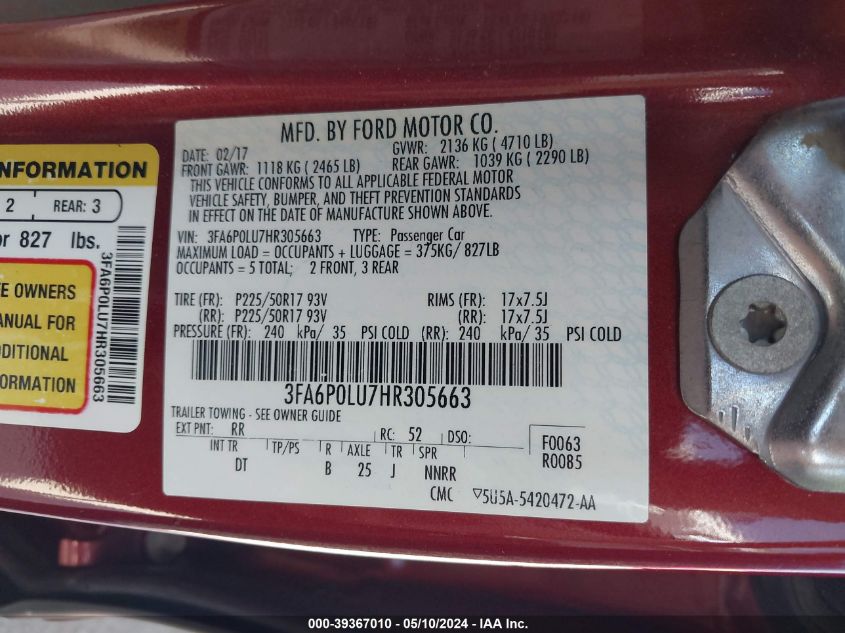 MFD. BY FORD MOTOR CO.
DATE: 02/17 GVWR: 2136 KG ( 4710 LB)
FRONT GAWR: 1118 KG ( 2465 LB) REAR GAWR: 1039 KG ( 2290 LB)
THIS VEHICLE CONFORMS TO ALL APPLICABLE FEDERAL MOTOR
VEHICLE SAFETY, BUMPER, AND THEFT PREVENTION STANDARDS
IN EFFECT ON THE DATE OF MANUFACTURE SHOWN ABOVE.
VIN: 3FA6P0LU7HR305663 TYPE: Passenger Car
MAXIMUM LOAD = OCCUPANTS + LUGGAGE = 375KG/ 827LB
OCCUPANTS = 5 TOTAL; 2 FRONT, 3 REAR
TIRE (FR): P225/50R17 93V RIMS (FR): 17x7.5J
(RR): P225/50R17 93V (RR): 17x7.5J
PRESSURE (FR): 240 kPa/ 35 PSI COLD (RR): 240 kPa/ 35 PSI COLD
3FA6P0LU7HR305663
TRAILER TOWING - SEE OWNER GUIDE
EXT PNT: RR RC: 52 DSO: F0063
R0085
INT TR TP/PS R AXLE TR SPR
DT B 25 J NNRR
CMC ▽5U5A-5420472-AA
NFORMATION
2 REAR: 3
or 827 lbs.
FE OWNERS
ANUAL FOR
DDITIONAL
FORMATION
3FA6P0LU7HR305663
000-39367010 - 05/10/2024 - IAA Inc.